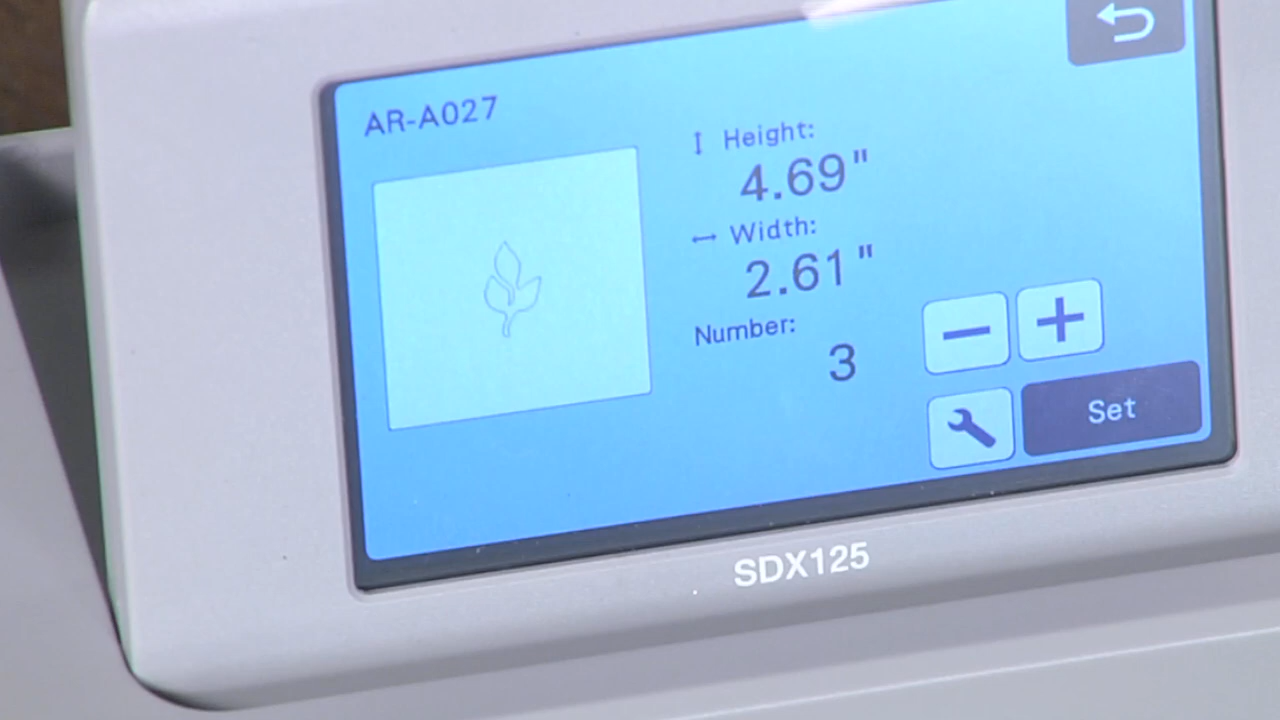 AR-A027
Height:
4.69"
Width:
2.61"
Number:
3
Set
SDX125